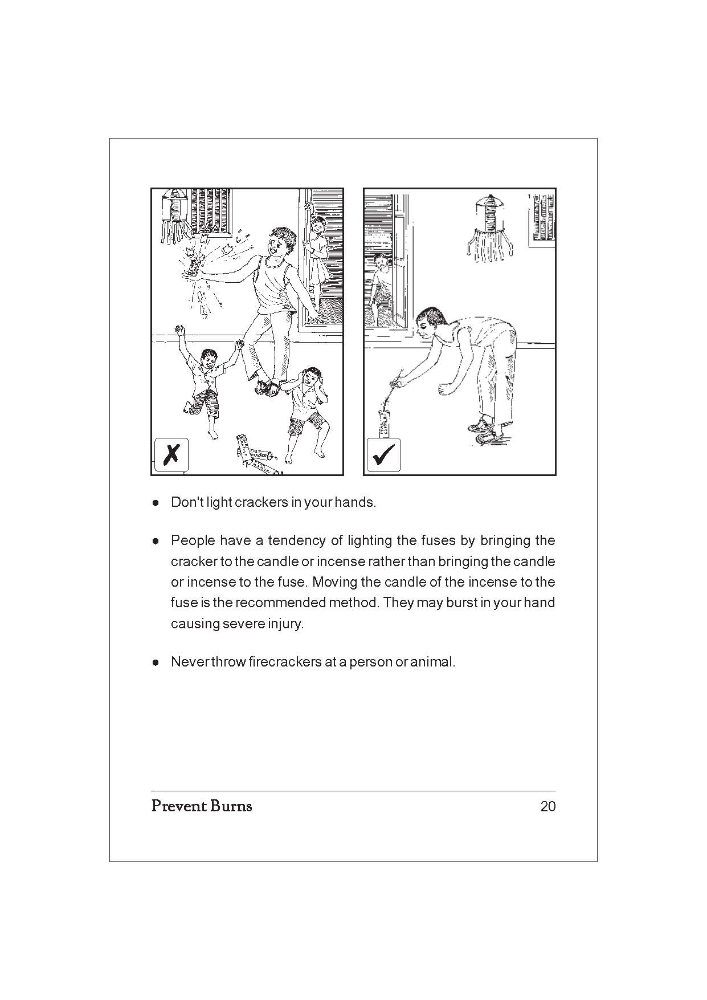 ● Don't light crackers in your hands.
● People have a tendency of lighting the fuses by bringing the
cracker to the candle or incense rather than bringing the candle
or incense to the fuse. Moving the candle of the incense to the
fuse is the recommended method. They may burst in your hand
causing severe injury.
● Never throw firecrackers at a person or animal.
Prevent Burns 20